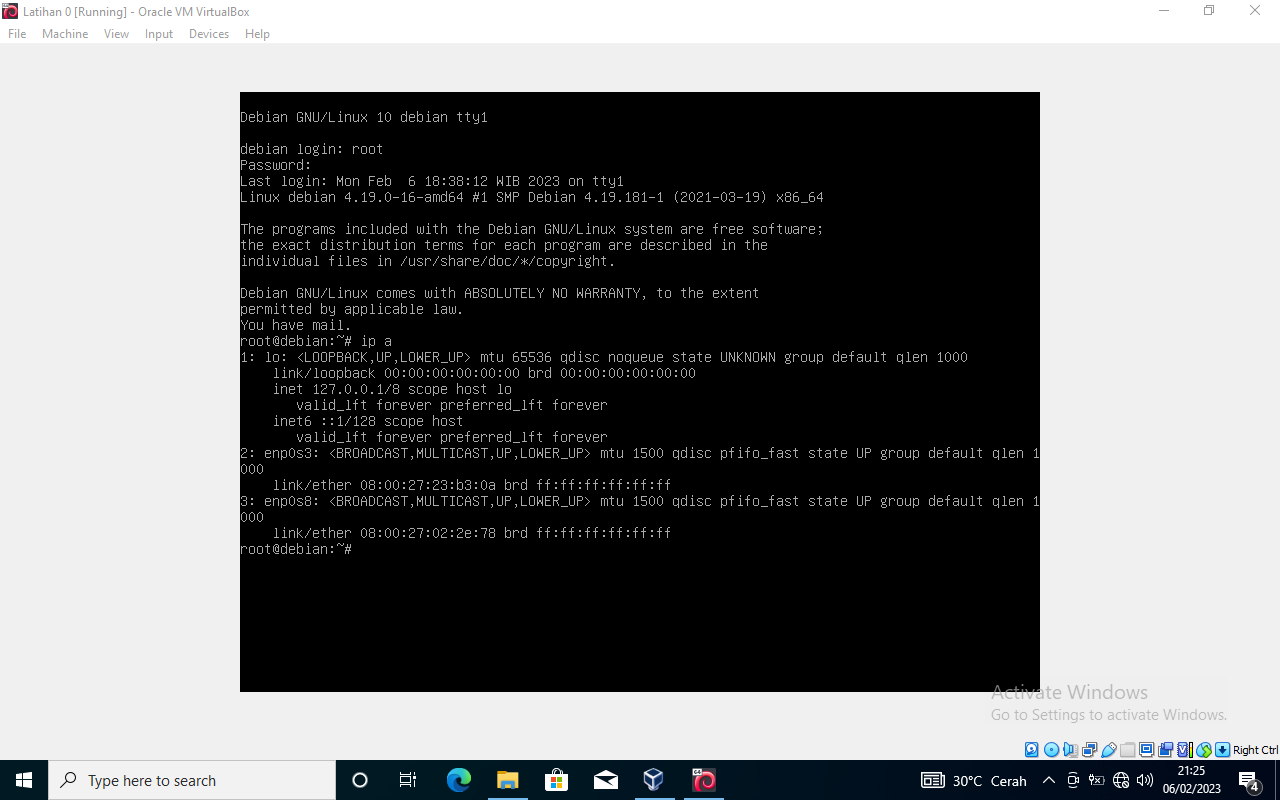 Latihan 0 [Running] - Oracle VM VirtualBox
File Machine View Input Devices Help
Debian GNU/Linux 10 debian tty1
debian login: root
Password:
Last login: Mon Feb  6 18:38:12 WIB 2023 on tty1
Linux debian 4.19.0-16-amd64 #1 SMP Debian 4.19.181-1 (2021-03-19) x86_64
The programs included with the Debian GNU/Linux system are free software;
the exact distribution terms for each program are described in the
individual files in /usr/share/doc/*/copyright.
Debian GNU/Linux comes with ABSOLUTELY NO WARRANTY, to the extent
permitted by applicable law.
You have mail.
root@debian:~# ip a
1: lo: <LOOPBACK,UP,LOWER_UP> mtu 65536 qdisc noqueue state UNKNOWN group default qlen 1000
link/loopback 00:00:00:00:00:00 brd 00:00:00:00:00:00
inet 127.0.0.1/8 scope host lo
valid_lft forever preferred_lft forever
inet6 ::1/128 scope host
valid_lft forever preferred_lft forever
2: enp0s3: <BROADCAST,MULTICAST,UP,LOWER_UP> mtu 1500 qdisc pfifo_fast state UP group default qlen 1
000
link/ether 08:00:27:23:b3:0a brd ff:ff:ff:ff:ff:ff
3: enp0s8: <BROADCAST,MULTICAST,UP,LOWER_UP> mtu 1500 qdisc pfifo_fast state UP group default qlen 1
000
link/ether 08:00:27:02:2e:78 brd ff:ff:ff:ff:ff:ff
root@debian:~#
Activate Windows
Go to Settings to activate Windows.
Right Ctrl
Type here to search
64
30°C Cerah
21:25
06/02/2023
4